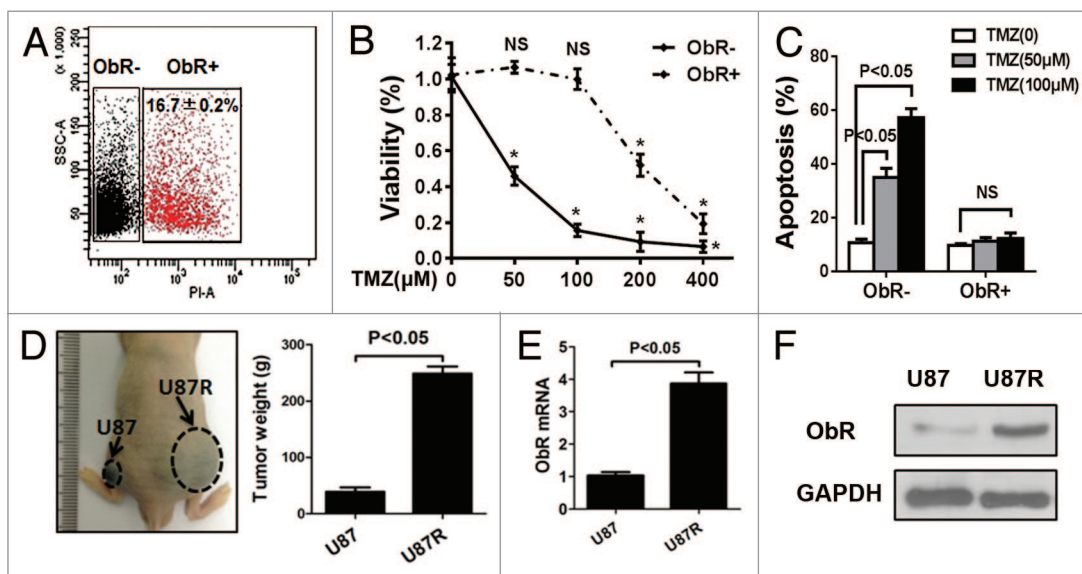 A
(x 1,000)
250
200
150
100
50
SSC-A
ObR- ObR+
16.7±0.2%
10² 10³ 10⁴ 10⁵
PI-A
B
Viability (%)
1.2
1.0
0.8
0.6
0.4
0.2
0.0
NS NS
ObR-
ObR+
* * * * * *
TMZ(μM) 0 50 100 200 400
C
Apoptosis (%)
80
60
40
20
0
TMZ(0)
TMZ(50μM)
TMZ(100μM)
P<0.05
P<0.05
NS
ObR- ObR+
D
U87R
U87
Tumor weight (g)
300
200
100
0
P<0.05
U87 U87R
E
ObR mRNA
5
4
3
2
1
0
P<0.05
U87 U87R
F
U87 U87R
ObR
GAPDH